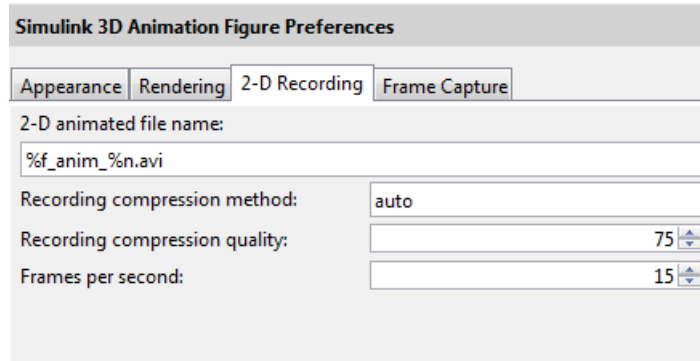 Simulink 3D Animation Figure Preferences
Appearance Rendering 2-D Recording Frame Capture
2-D animated file name:
%f_anim_%n.avi
Recording compression method: auto
Recording compression quality: 75
Frames per second: 15